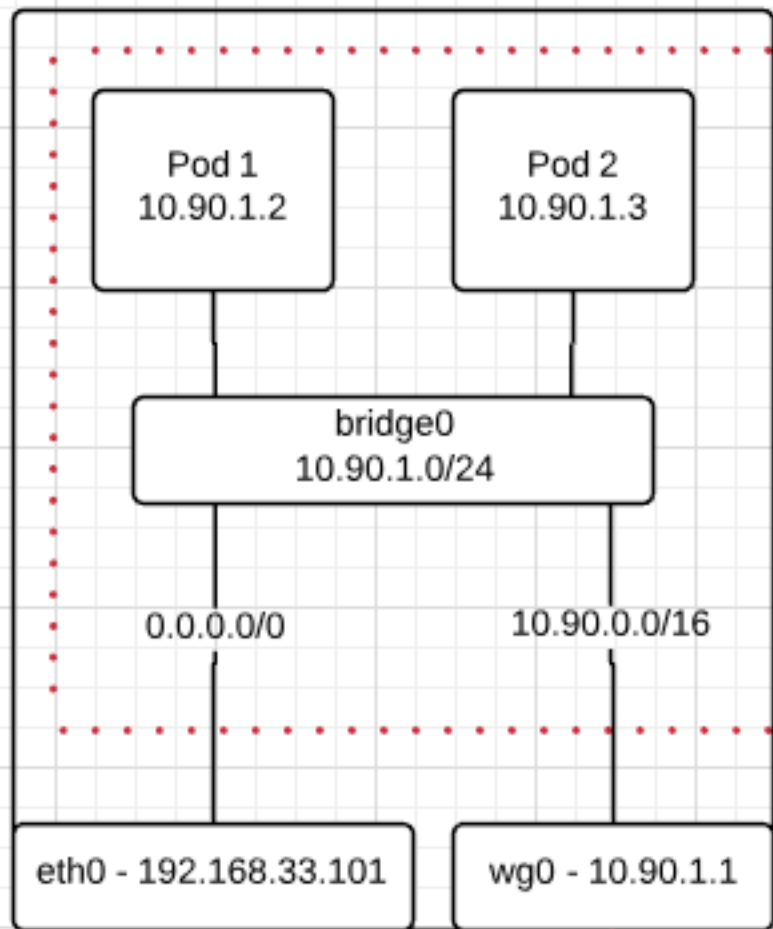 Pod 1
10.90.1.2
Pod 2
10.90.1.3
bridge0
10.90.1.0/24
0.0.0.0/0
10.90.0.0/16
eth0 - 192.168.33.101
wg0 - 10.90.1.1